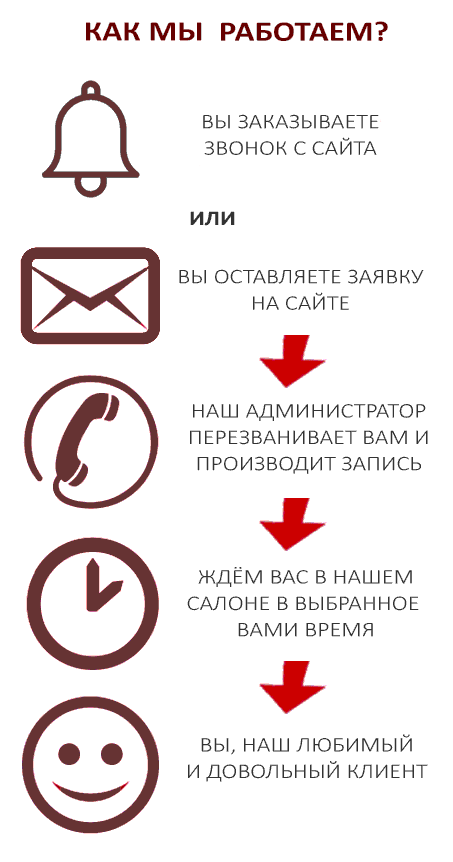 КАК МЫ РАБОТАЕМ?
ВЫ ЗАКАЗЫВАЕТЕ
ЗВОНОК С САЙТА
ИЛИ
ВЫ ОСТАВЛЯЕТЕ ЗАЯВКУ
НА САЙТЕ
НАШ АДМИНИСТРАТОР
ПЕРЕЗВАНИВАЕТ ВАМ И
ПРОИЗВОДИТ ЗАПИСЬ
ЖДЁМ ВАС В НАШЕМ
САЛОНЕ В ВЫБРАННОЕ
ВАМИ ВРЕМЯ
ВЫ, НАШ ЛЮБИМЫЙ
И ДОВОЛЬНЫЙ КЛИЕНТ